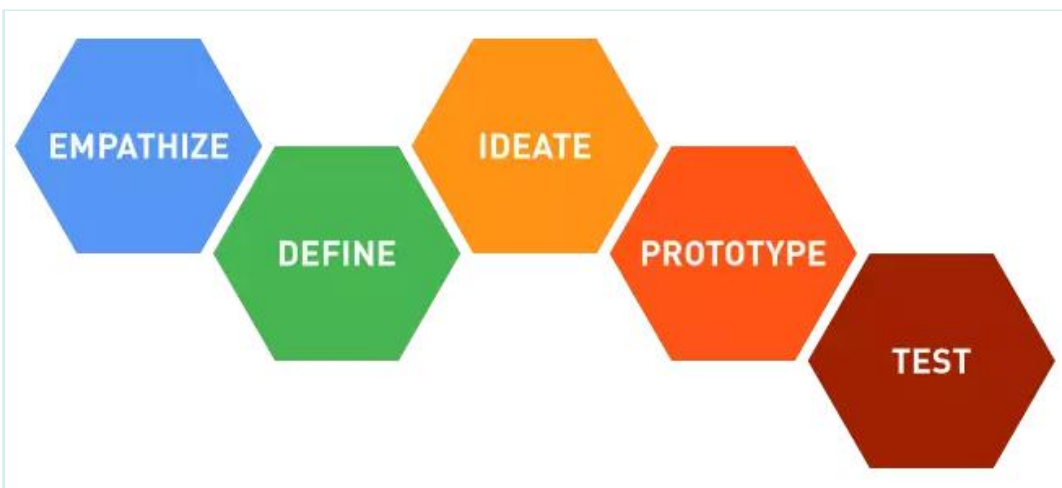 EMPATHIZE
DEFINE
IDEATE
PROTOTYPE
TEST